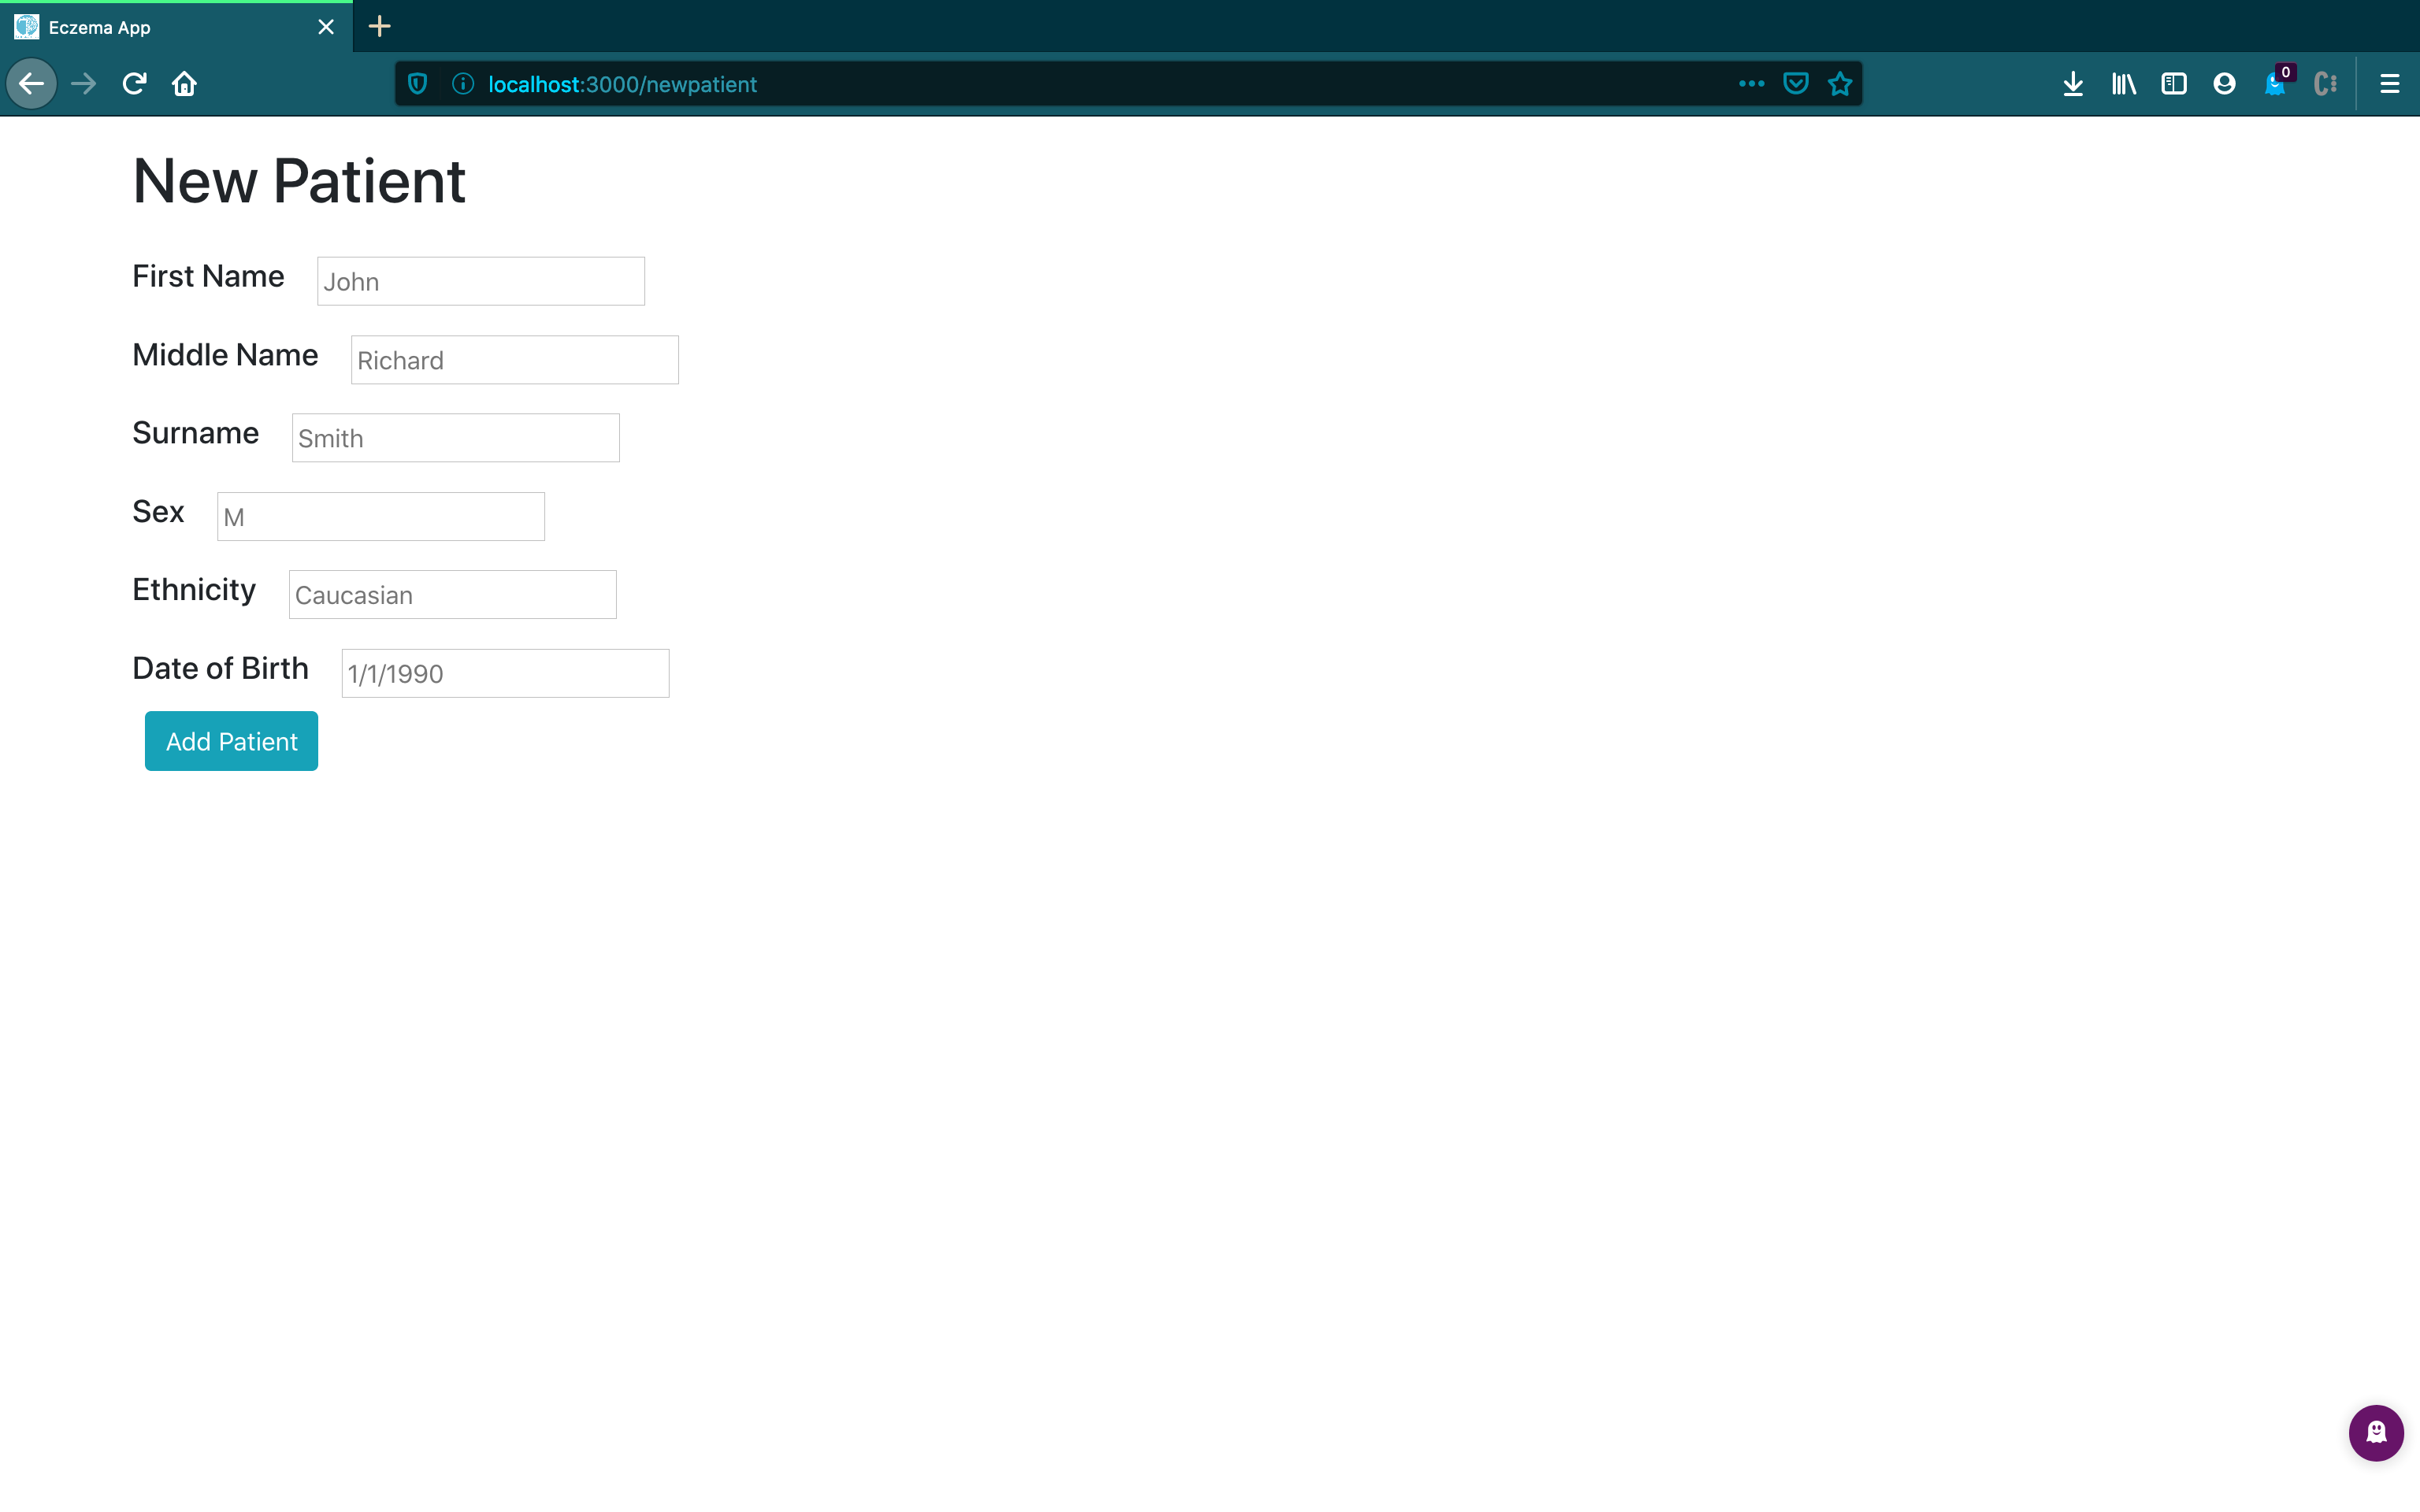 Eczema App
localhost:3000/newpatient
0
New Patient
First Name John
Middle Name Richard
Surname Smith
Sex M
Ethnicity Caucasian
Date of Birth 1/1/1990
Add Patient